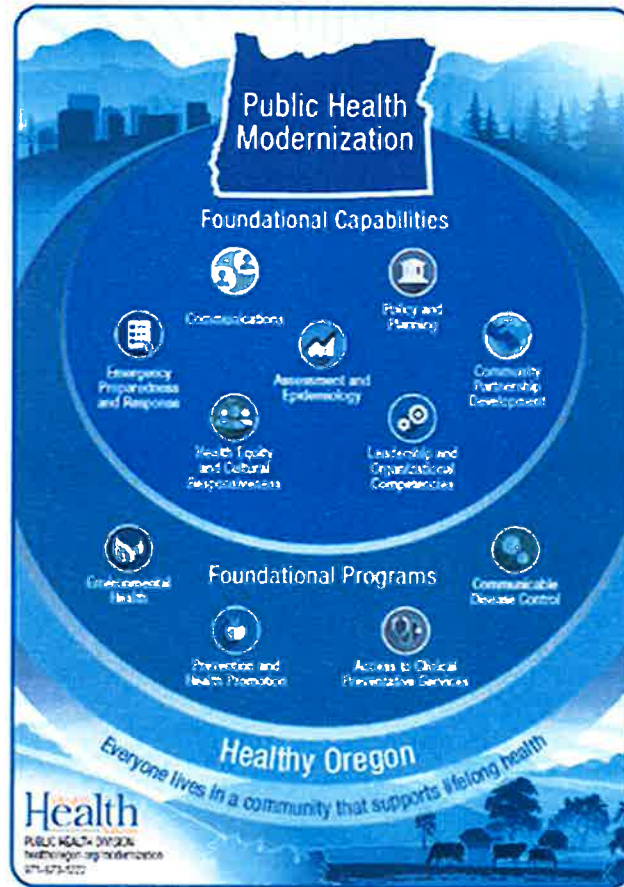 Public Health
Modernization
Foundational Capabilities
Communications
Policy and
Planning
Emergency
Preparedness
and Response
Assessment and
Epidemiology
Community
Partnership
Development
Health Equity
and Cultural
Responsiveness
Leadership and
Organizational
Competencies
Environmental
Health
Foundational Programs
Communicable
Disease Control
Prevention and
Health Promotion
Access to Clinical
Preventative Services
Healthy Oregon
Everyone lives in a community that supports lifelong health
Health
PUBLIC HEALTH DIVISION
healthoregon.org/modernization